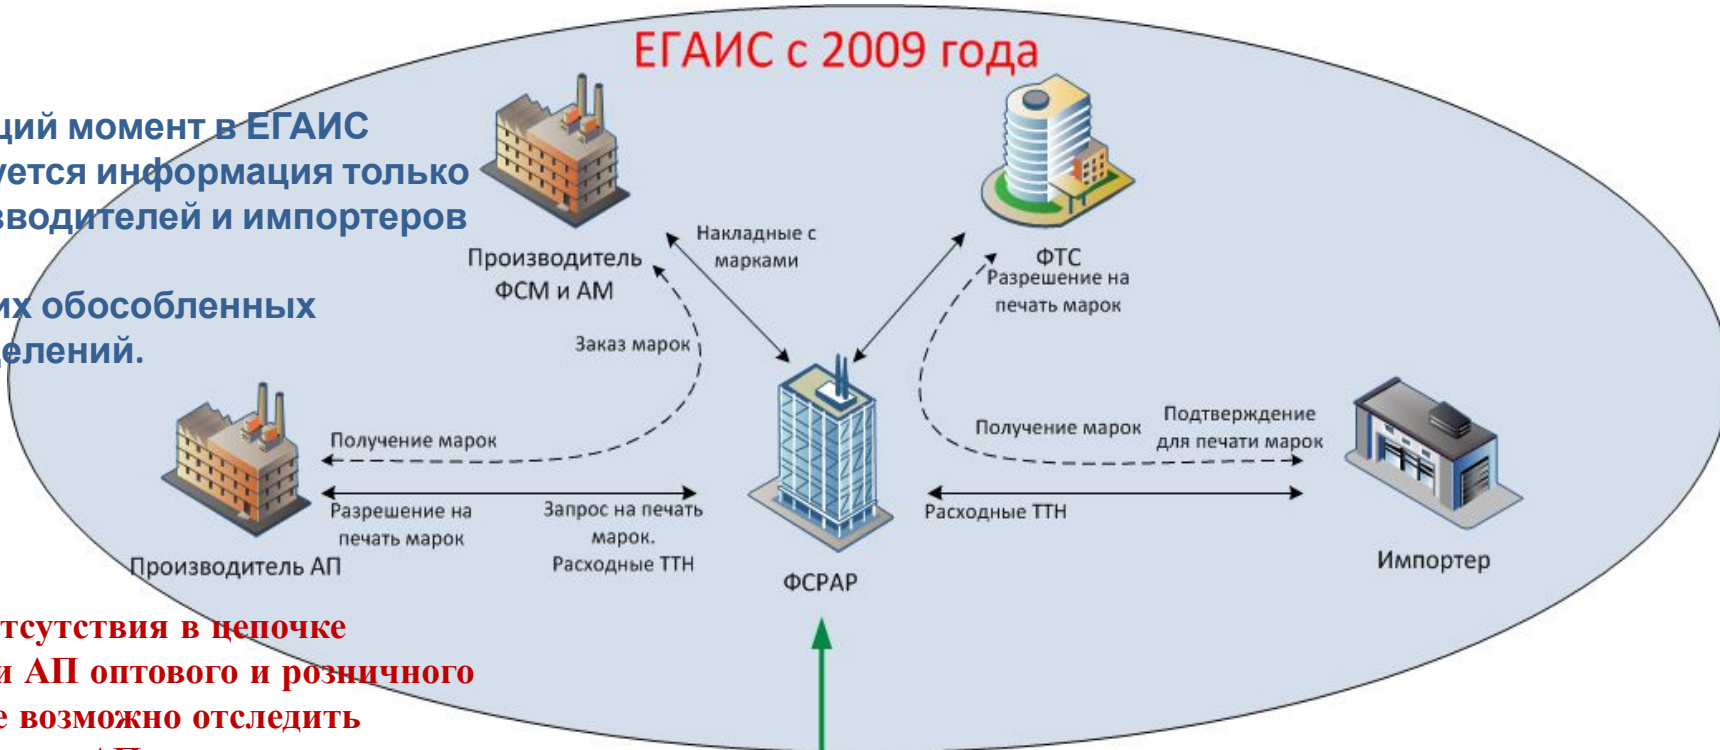 ЕГАИС с 2009 года
щий момент в ЕГАИС
уется информация только
зводителей и импортеров
их обособленных
делений.
Производитель
ФСМ и АМ
Накладные с
марками
ФТС
Разрешение на
печать марок
Заказ марок
Получение марок
Получение марок
Подтверждение
для печати марок
Разрешение на
печать марок
Запрос на печать
марок.
Расходные ТТН
Расходные ТТН
Производитель АП
ФСРАР
Импортер
тсутствия в цепочке
и АП оптового и розничного
е возможно отследить